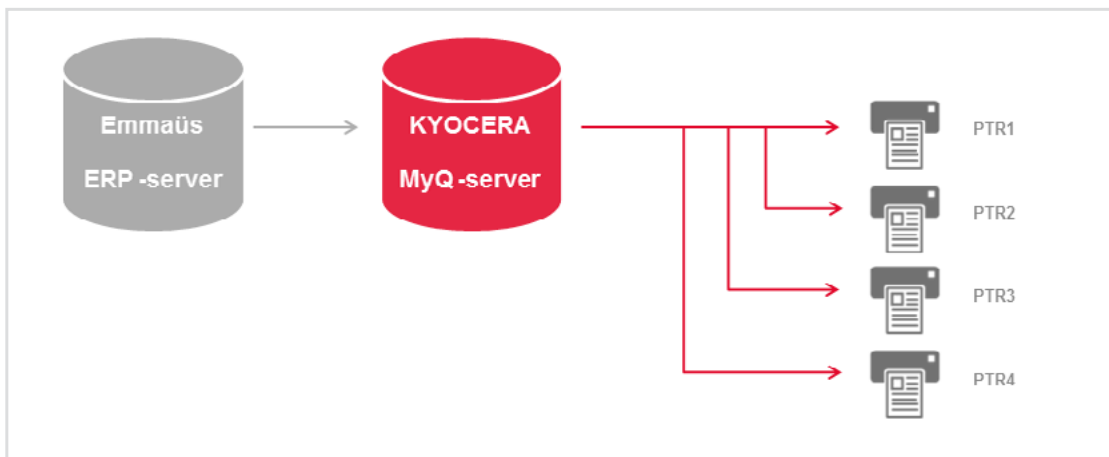 Emmaüs
ERP -server
KYOCERA
MyQ -server
PTR1
PTR2
PTR3
PTR4